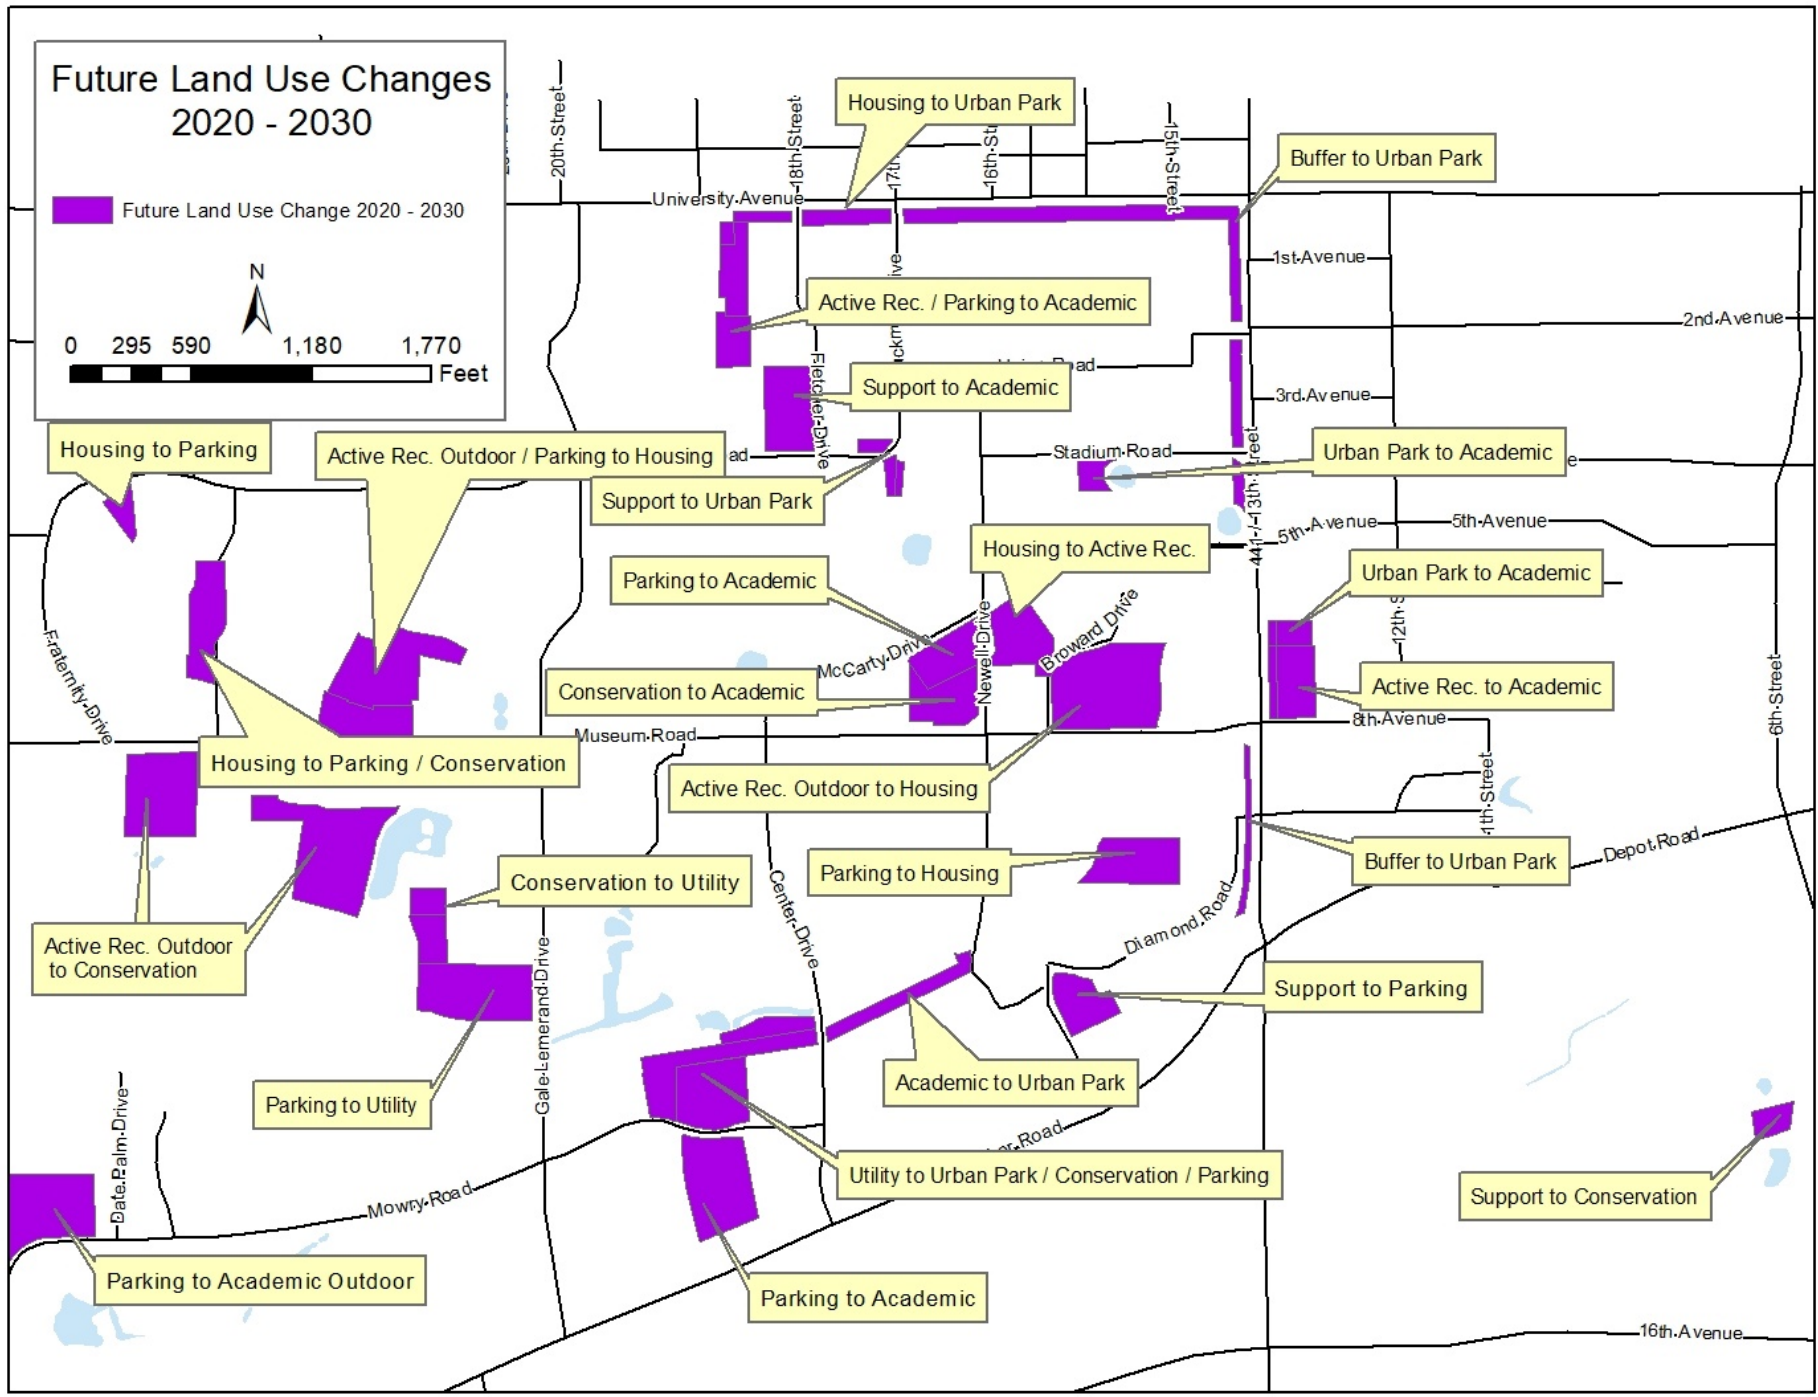 Future Land Use Changes
2020 - 2030
Future Land Use Change 2020 - 2030
N
0 295 590 1,180 1,770
Feet
20th Street
18th Street
17th
16th St
15th Street
Housing to Urban Park
Buffer to Urban Park
University Avenue
1st Avenue
Active Rec. / Parking to Academic
2nd Avenue
Road
Fletcher Drive
Support to Academic
3rd Avenue
Housing to Parking
Active Rec. Outdoor / Parking to Housing
Stadium Road
Urban Park to Academic
Support to Urban Park
441 / 13th Street
5th Avenue
5th Avenue
Housing to Active Rec.
Parking to Academic
Urban Park to Academic
12th S
Fraternity Drive
McCarty Drive
Newell Drive
Broward Drive
6th Street
Conservation to Academic
Active Rec. to Academic
8th Avenue
Museum Road
Housing to Parking / Conservation
Active Rec. Outdoor to Housing
Parking to Housing
Buffer to Urban Park
Depot Road
Conservation to Utility
Center Drive
Diamond Road
Active Rec. Outdoor
to Conservation
Gale Lemerand Drive
Support to Parking
Parking to Utility
Academic to Urban Park
Date Palm Drive
Road
Utility to Urban Park / Conservation / Parking
Support to Conservation
Mowry Road
Parking to Academic Outdoor
Parking to Academic
16th Avenue